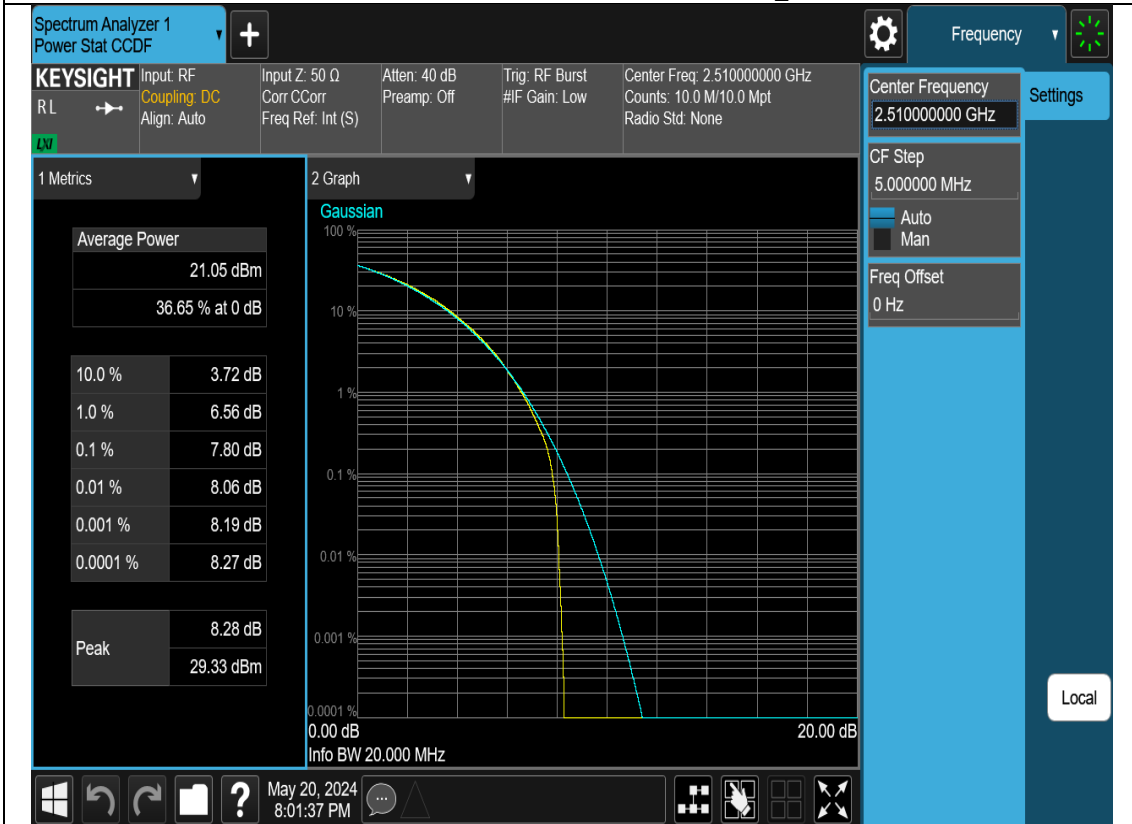 Spectrum Analyzer 1
Power Stat CCDF
Frequency
KEYSIGHT
RL
LXI
Input: RF
Coupling: DC
Align: Auto
Input Z: 50 Ω
Corr CCorr
Freq Ref: Int (S)
Atten: 40 dB
Preamp: Off
Trig: RF Burst
#IF Gain: Low
Center Freq: 2.510000000 GHz
Counts: 10.0 M/10.0 Mpt
Radio Std: None
1 Metrics
Average Power
21.05 dBm
36.65 % at 0 dB
10.0 % 3.72 dB
1.0 % 6.56 dB
0.1 % 7.80 dB
0.01 % 8.06 dB
0.001 % 8.19 dB
0.0001 % 8.27 dB
Peak
8.28 dB
29.33 dBm
2 Graph
Gaussian
100 %
10 %
1 %
0.1 %
0.01 %
0.001 %
0.0001 %
0.00 dB 20.00 dB
Info BW 20.000 MHz
Center Frequency
2.510000000 GHz
CF Step
5.000000 MHz
Auto
Man
Freq Offset
0 Hz
Settings
Local
?
May 20, 2024
8:01:37 PM